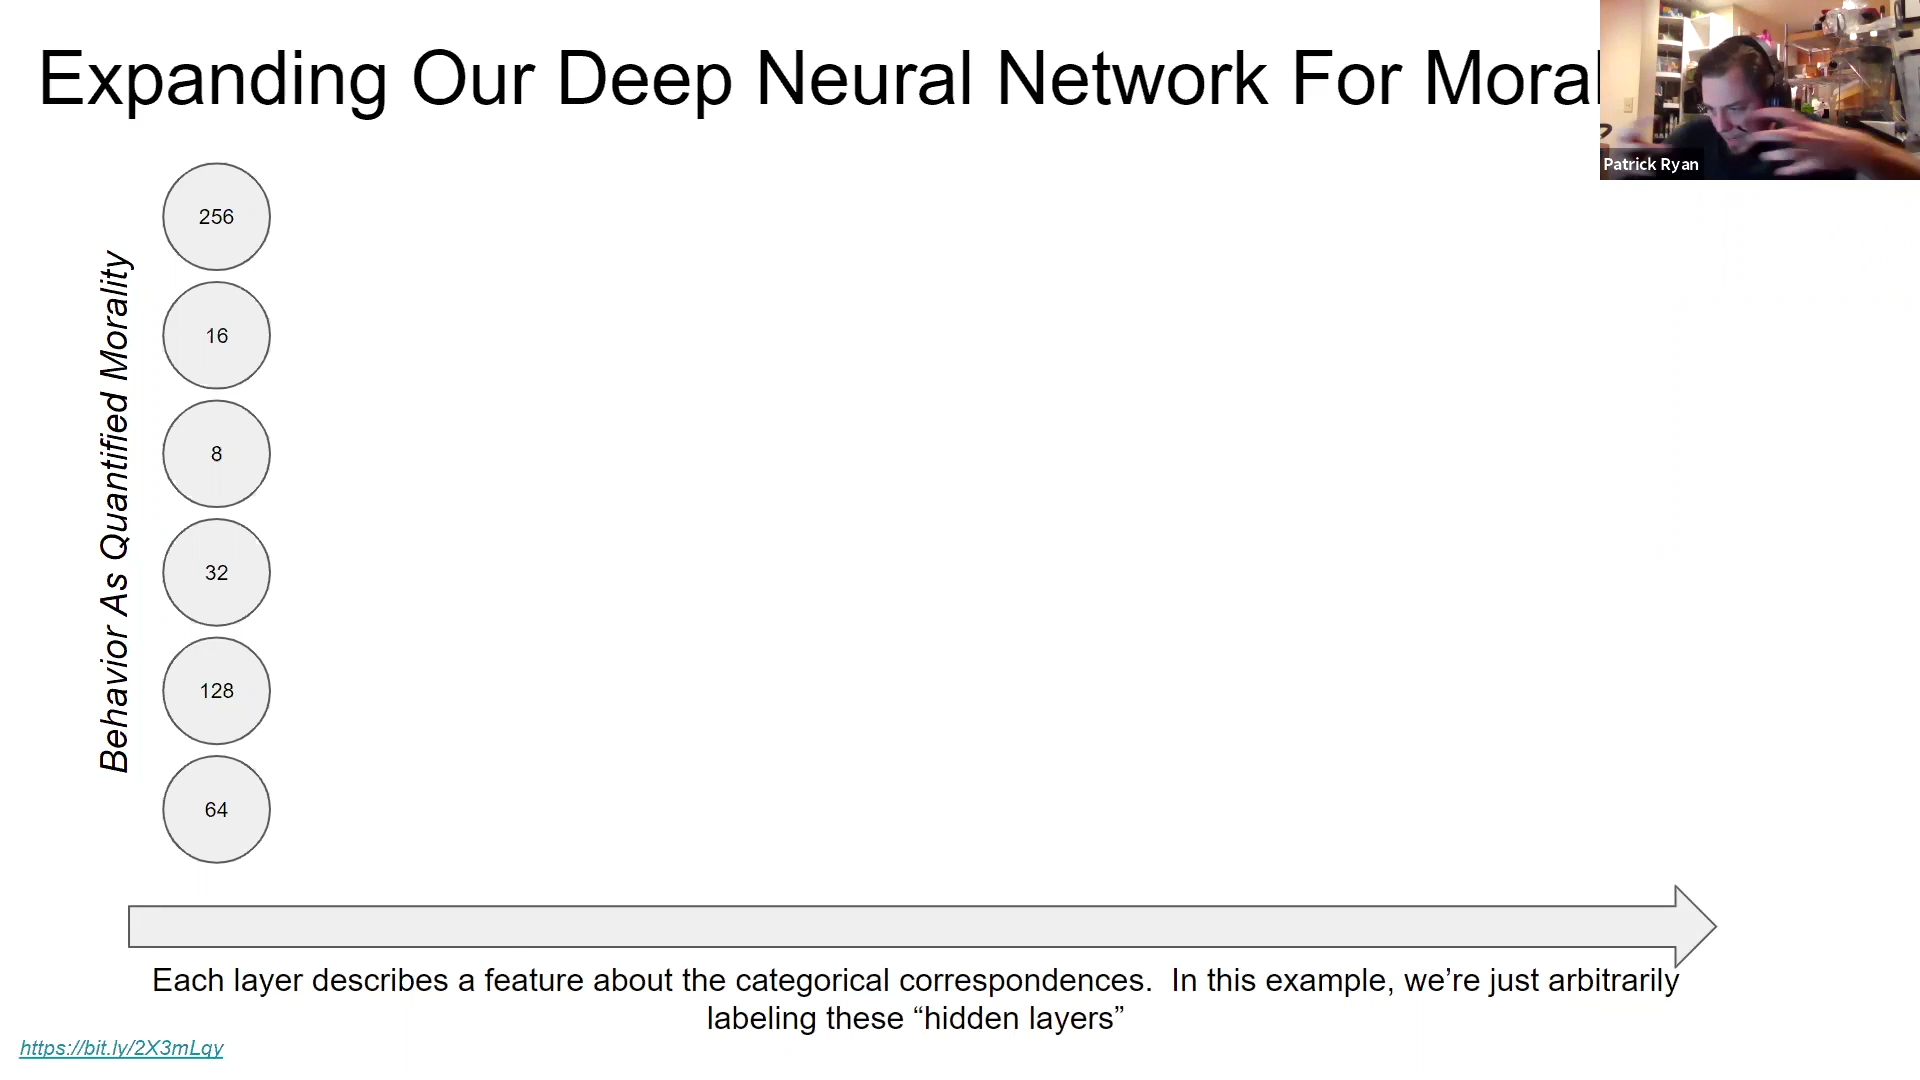 Expanding Our Deep Neural Network For Moral
Patrick Ryan
Behavior As Quantified Morality
256
16
8
32
128
64
Each layer describes a feature about the categorical correspondences.  In this example, we’re just arbitrarily
labeling these “hidden layers”
https://bit.ly/2X3mLqy